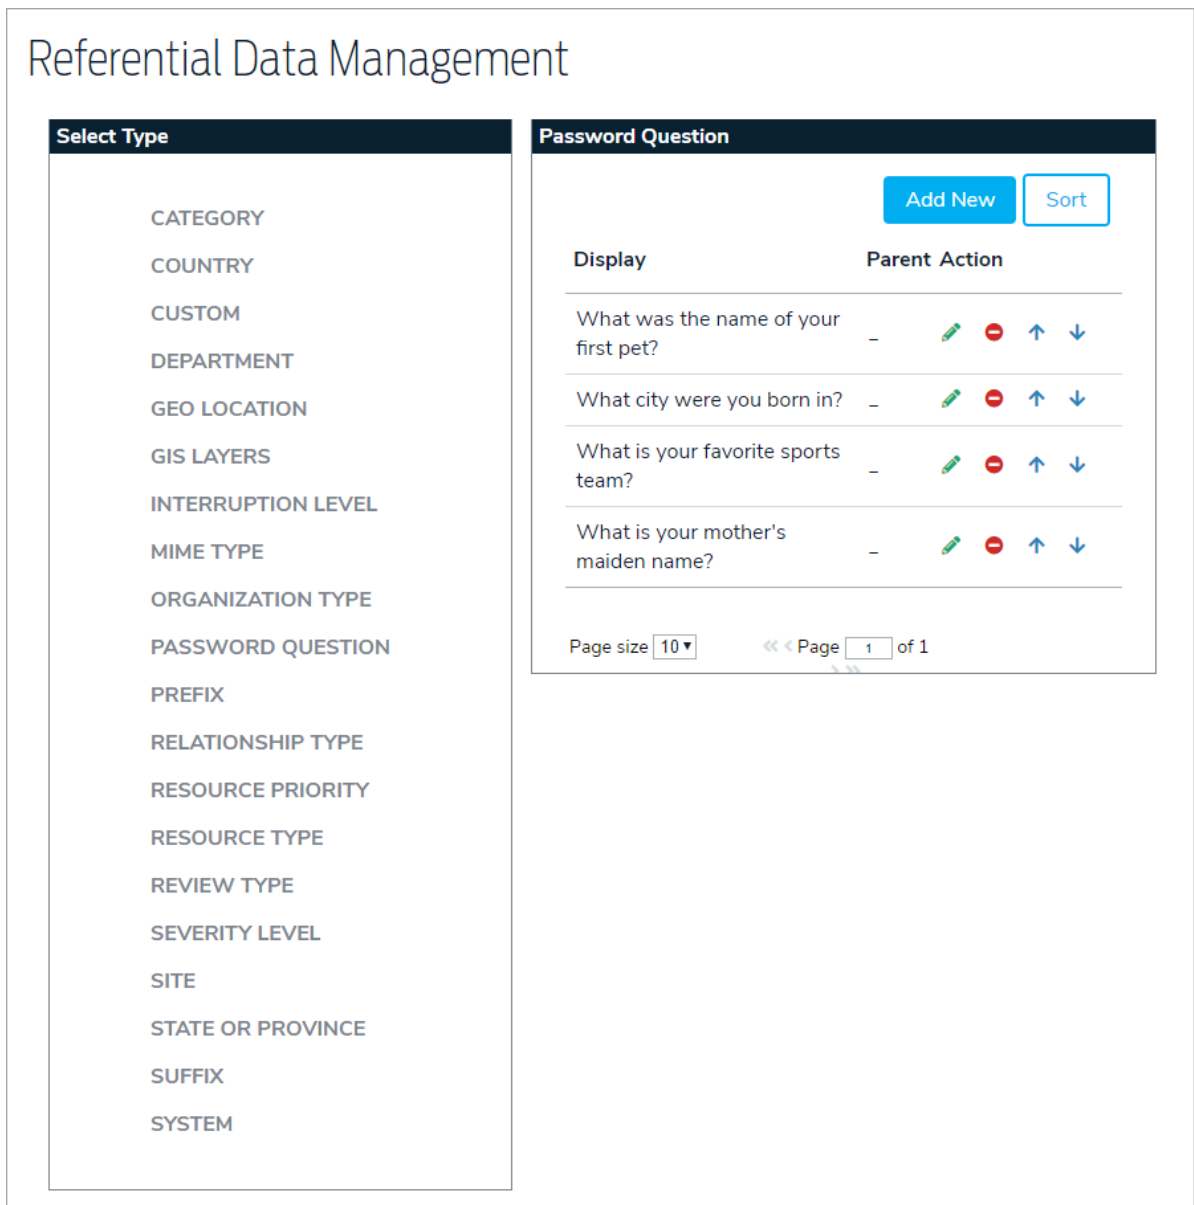 Referential Data Management
Select Type
CATEGORY
COUNTRY
CUSTOM
DEPARTMENT
GEO LOCATION
GIS LAYERS
INTERRUPTION LEVEL
MIME TYPE
ORGANIZATION TYPE
PASSWORD QUESTION
PREFIX
RELATIONSHIP TYPE
RESOURCE PRIORITY
RESOURCE TYPE
REVIEW TYPE
SEVERITY LEVEL
SITE
STATE OR PROVINCE
SUFFIX
SYSTEM
Password Question
Add New Sort
Display Parent Action
What was the name of your
first pet? _
What city were you born in? _
What is your favorite sports
team? _
What is your mother's
maiden name? _
Page size 10 Page 1 of 1